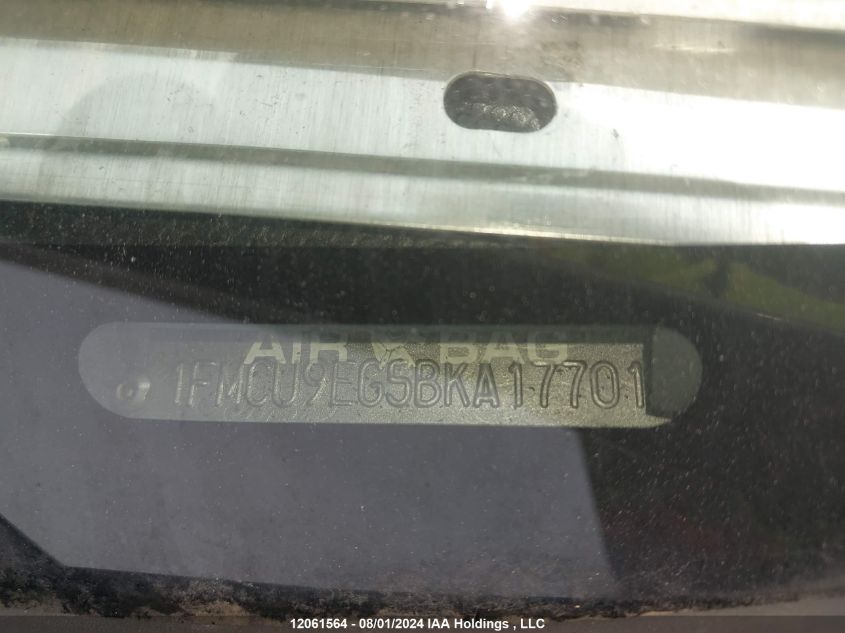 AIR BAG
1FMCU9EG5BKA17701
12061564 - 08/01/2024 IAA Holdings , LLC